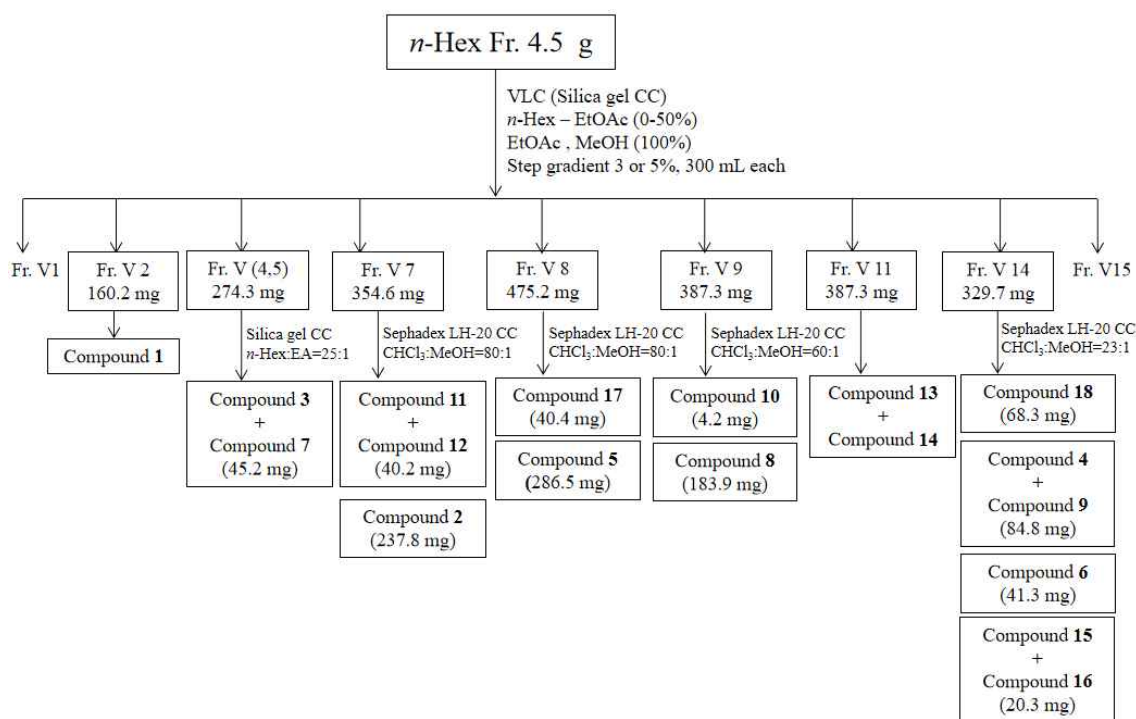 n-Hex Fr. 4.5 g
VLC (Silica gel CC)
n-Hex – EtOAc (0-50%)
EtOAc , MeOH (100%)
Step gradient 3 or 5%, 300 mL each
Fr. V1
Fr. V 2
160.2 mg
Fr. V (4,5)
274.3 mg
Fr. V 7
354.6 mg
Fr. V 8
475.2 mg
Fr. V 9
387.3 mg
Fr. V 11
387.3 mg
Fr. V 14
329.7 mg
Fr. V15
Compound 1
Silica gel CC
n-Hex:EA=25:1
Compound 3
+
Compound 7
(45.2 mg)
Sephadex LH-20 CC
CHCl₃:MeOH=80:1
Compound 11
+
Compound 12
(40.2 mg)
Compound 2
(237.8 mg)
Sephadex LH-20 CC
CHCl₃:MeOH=80:1
Compound 17
(40.4 mg)
Compound 5
(286.5 mg)
Sephadex LH-20 CC
CHCl₃:MeOH=60:1
Compound 10
(4.2 mg)
Compound 8
(183.9 mg)
Compound 13
+
Compound 14
Sephadex LH-20 CC
CHCl₃:MeOH=23:1
Compound 18
(68.3 mg)
Compound 4
+
Compound 9
(84.8 mg)
Compound 6
(41.3 mg)
Compound 15
+
Compound 16
(20.3 mg)